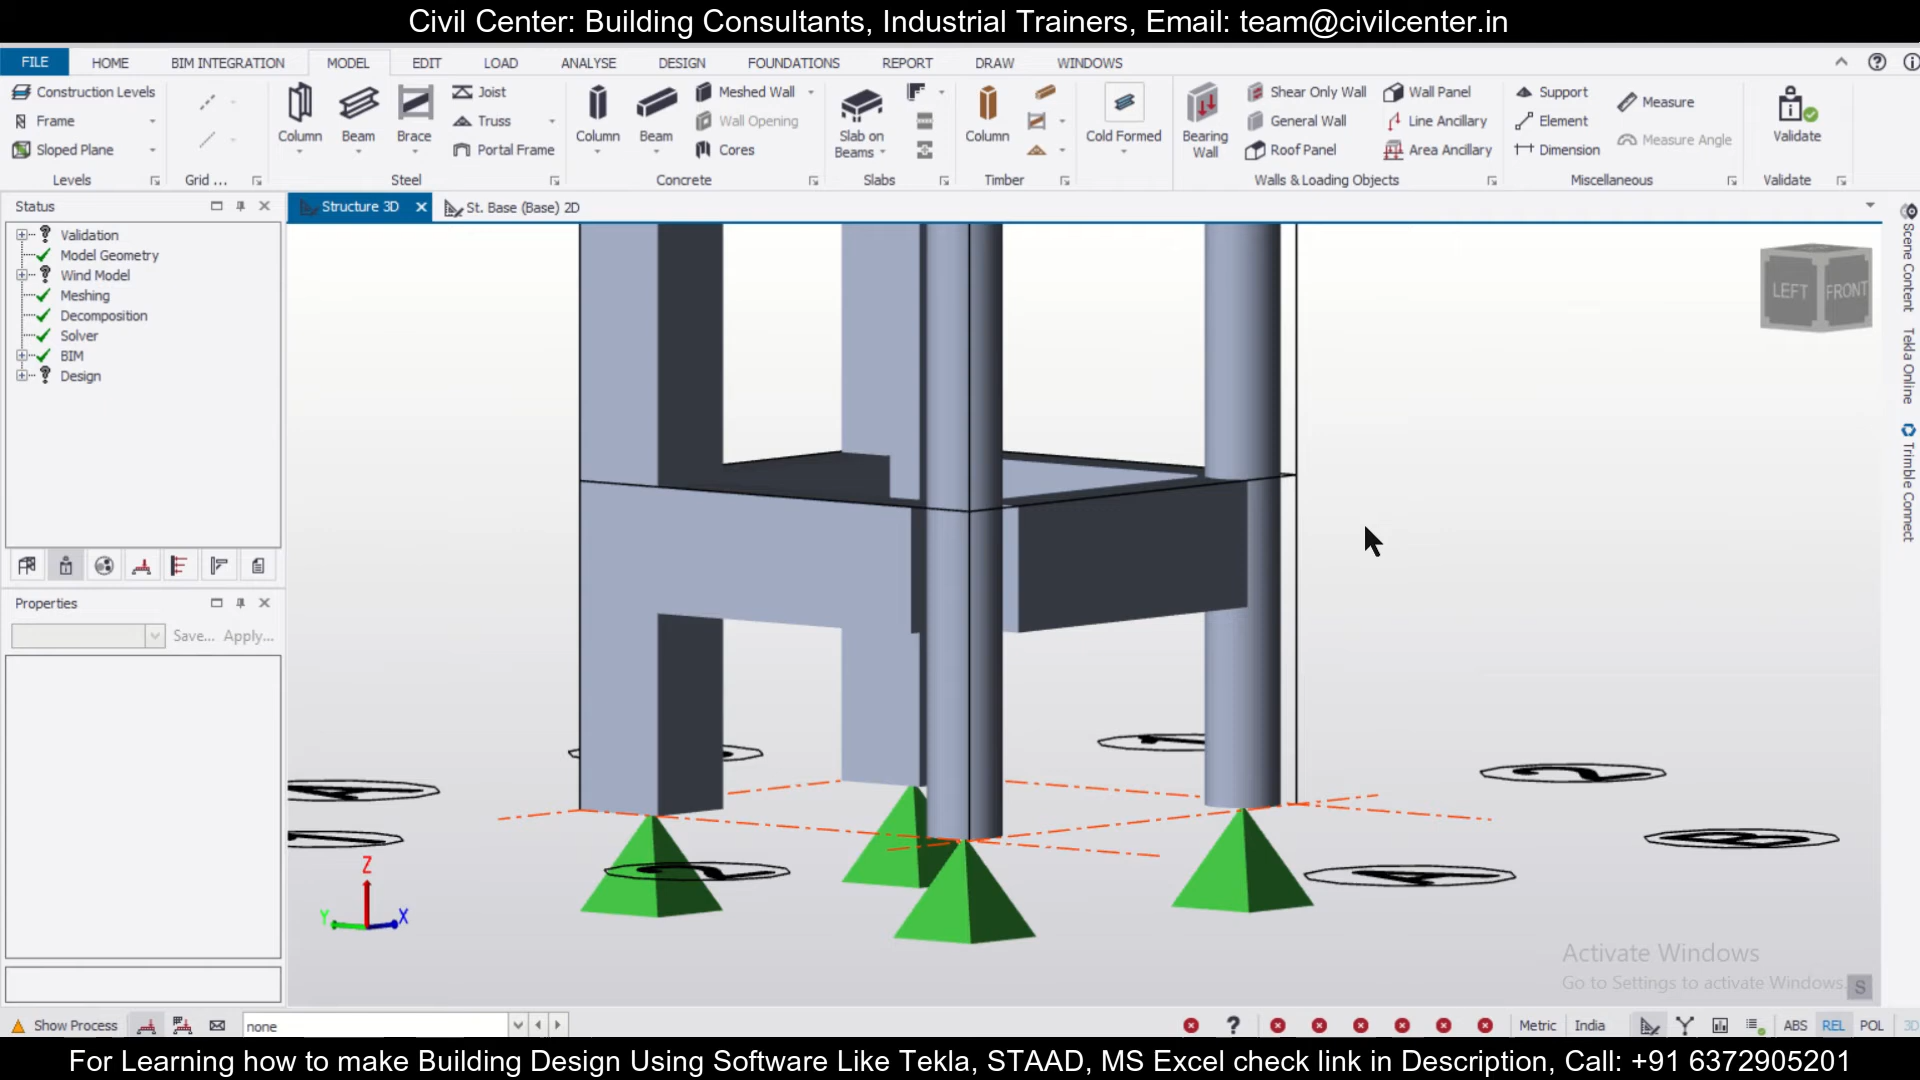 Civil Center: Building Consultants, Industrial Trainers, Email: team@civilcenter.in
FILE HOME BIM INTEGRATION MODEL EDIT LOAD ANALYSE DESIGN FOUNDATIONS REPORT DRAW WINDOWS
Construction Levels
Frame
Sloped Plane
Levels
Grid ...
Column Beam Brace
Joist
Truss
Portal Frame
Steel
Column Beam
Meshed Wall
Wall Opening
Cores
Concrete
Slab on
Beams
Slabs
Column
Timber
Cold Formed
Bearing
Wall
Shear Only Wall
General Wall
Roof Panel
Wall Panel
Line Ancillary
Area Ancillary
Walls & Loading Objects
Support
Element
Dimension
Measure
Measure Angle
Miscellaneous
Validate
Validate
Status
Structure 3D
St. Base (Base) 2D
Validation
Model Geometry
Wind Model
Meshing
Decomposition
Solver
BIM
Design
Properties
Save... Apply...
LEFT FRONT
Scene Content
Tekla Online
Trimble Connect
A
2
1
2
B
A
Z
Y X
Activate Windows
Go to Settings to activate Windows.
S
Show Process
none
Metric India ABS REL POL 3D
For Learning how to make Building Design Using Software Like Tekla, STAAD, MS Excel check link in Description, Call: +91 6372905201